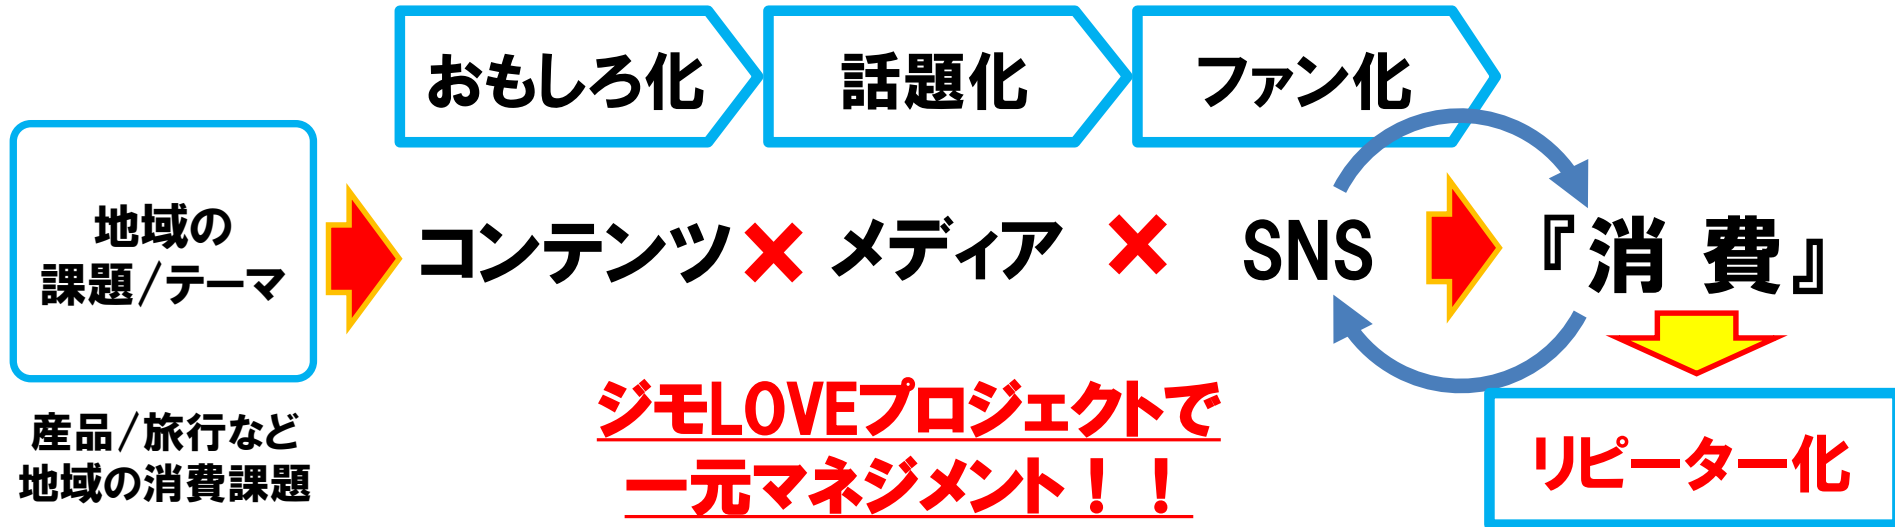 おもしろ化
話題化
ファン化
地域の
課題/テーマ
コンテンツ×メディア × SNS
『消 費』
産品/旅行など
地域の消費課題
ジモLOVEプロジェクトで
一元マネジメント！！
リピーター化